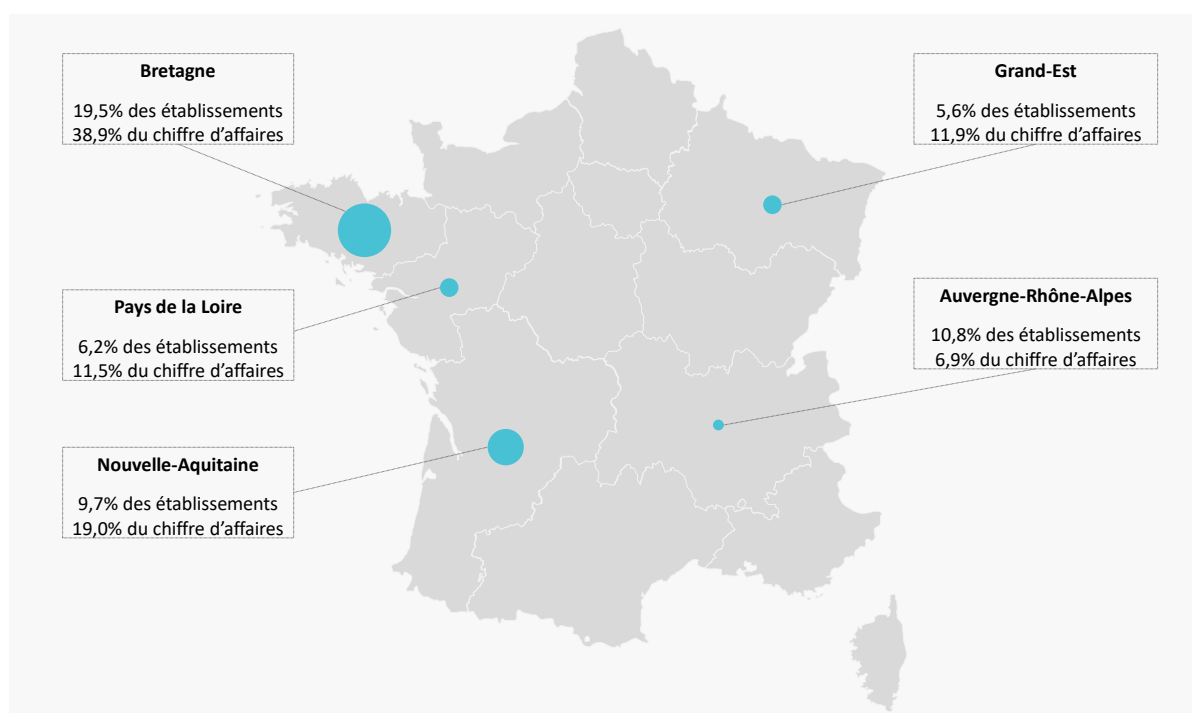 Bretagne
19,5% des établissements
38,9% du chiffre d’affaires
Grand-Est
5,6% des établissements
11,9% du chiffre d’affaires
Pays de la Loire
6,2% des établissements
11,5% du chiffre d’affaires
Auvergne-Rhône-Alpes
10,8% des établissements
6,9% du chiffre d’affaires
Nouvelle-Aquitaine
9,7% des établissements
19,0% du chiffre d’affaires